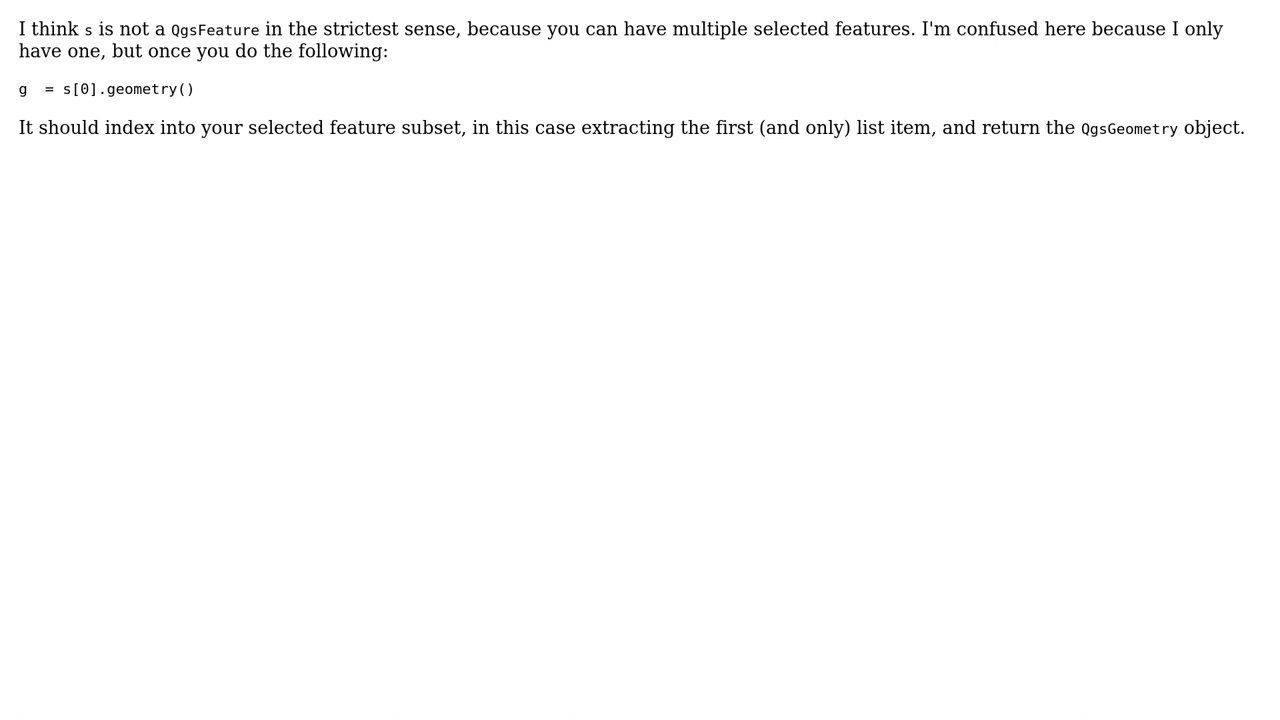 I think s is not a QgsFeature in the strictest sense, because you can have multiple selected features. I'm confused here because I only
have one, but once you do the following:
g  = s[0].geometry()
It should index into your selected feature subset, in this case extracting the first (and only) list item, and return the QgsGeometry object.